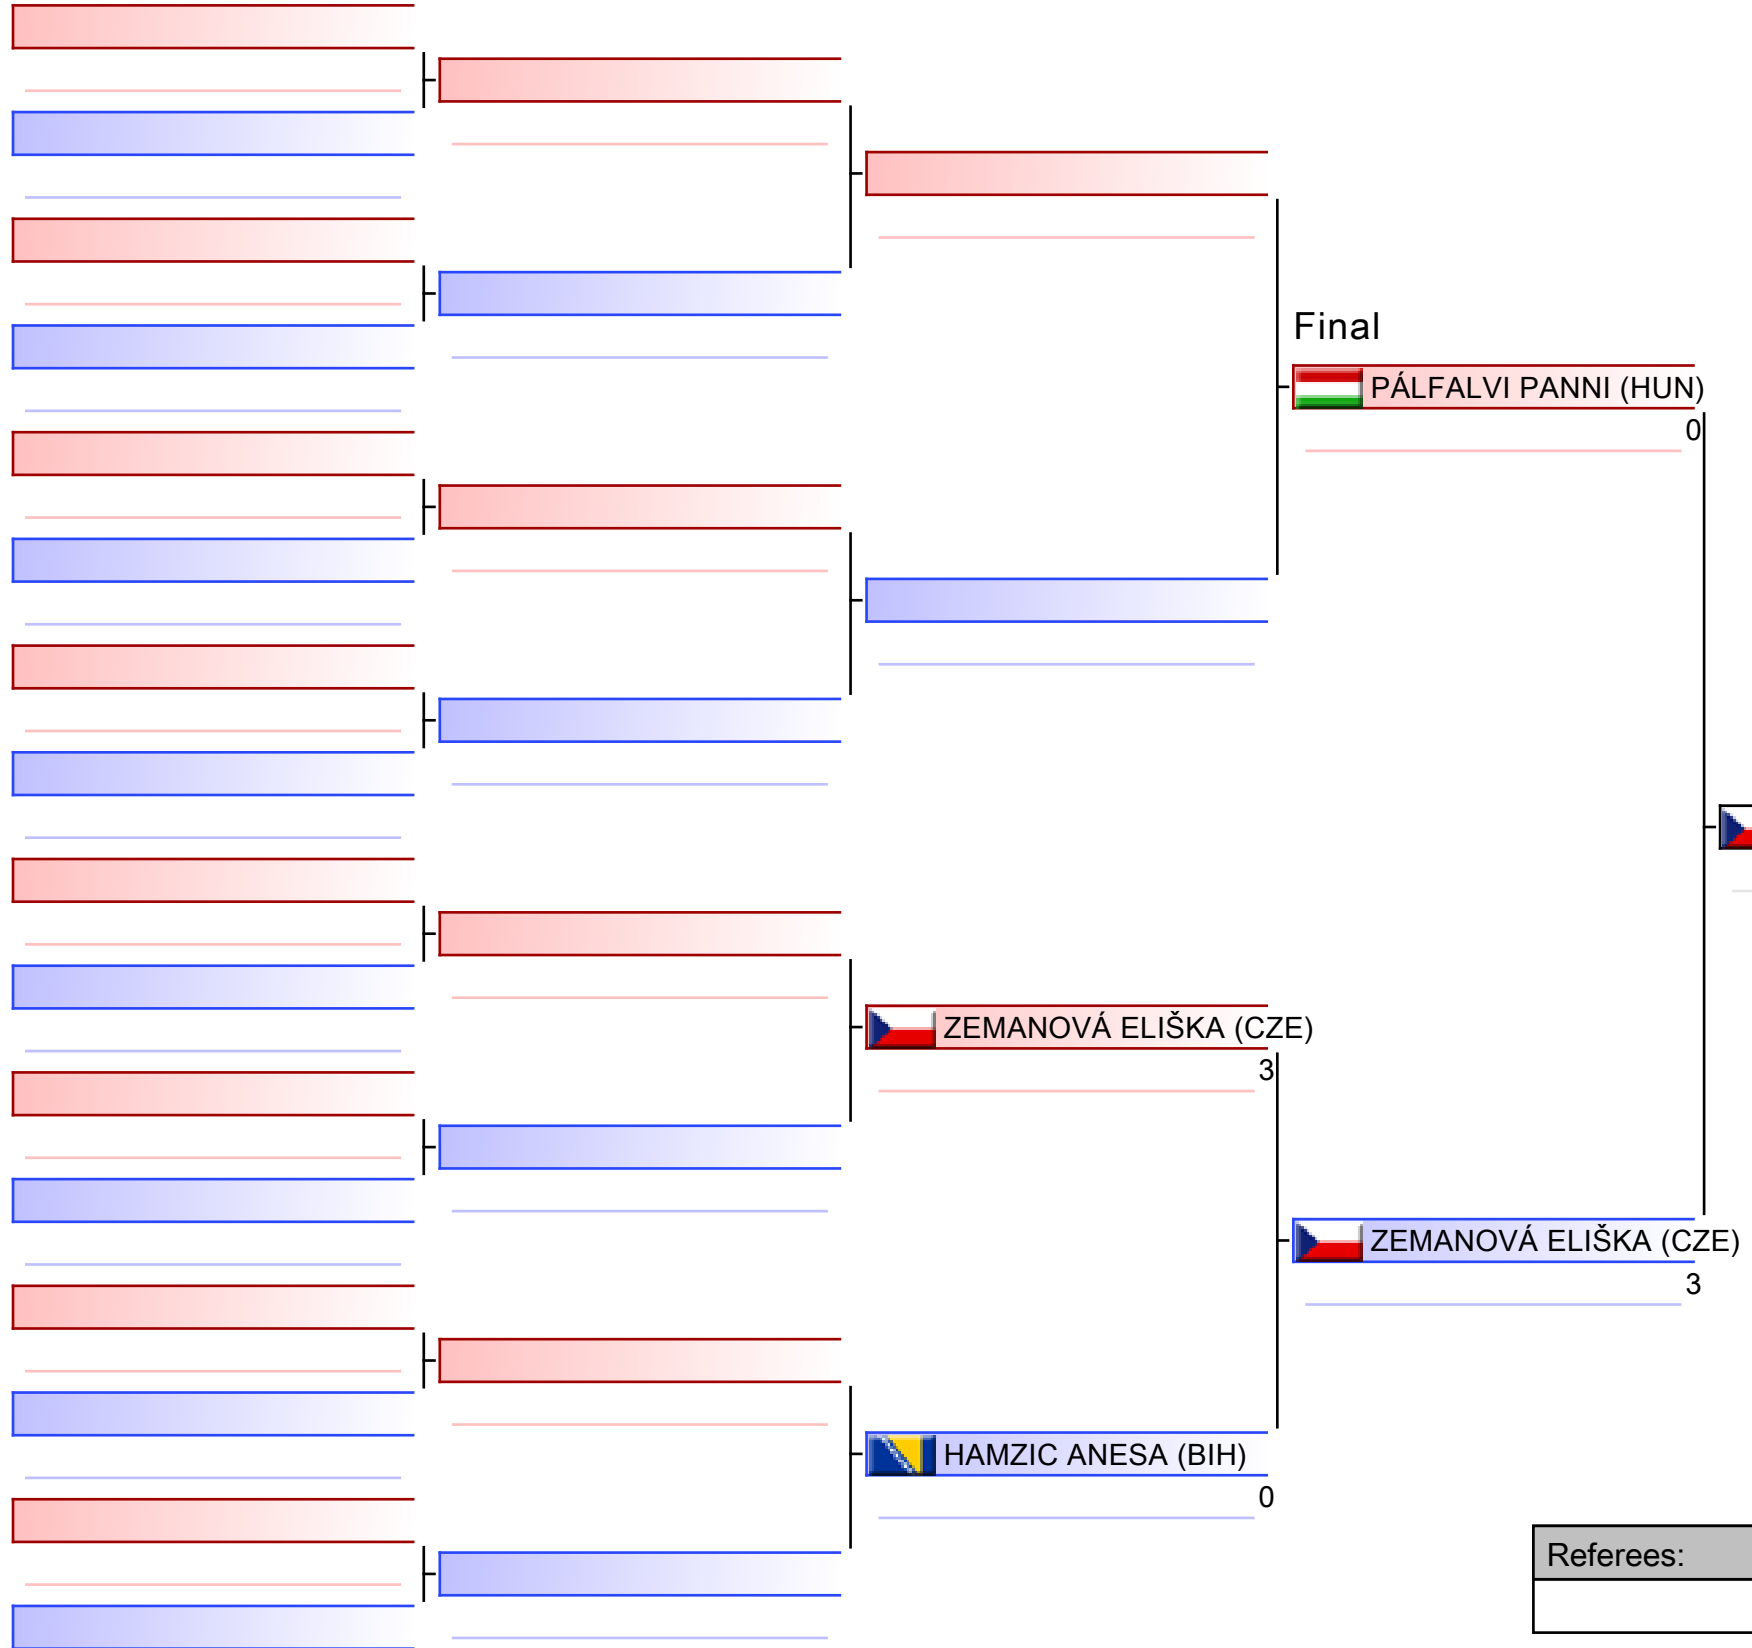 Final
PÁLFALVI PANNI (HUN)
0
ZEMANOVÁ ELIŠKA (CZE)
3
ZEMANOVÁ ELIŠKA (CZE)
3
HAMZIC ANESA (BIH)
0
Referees: